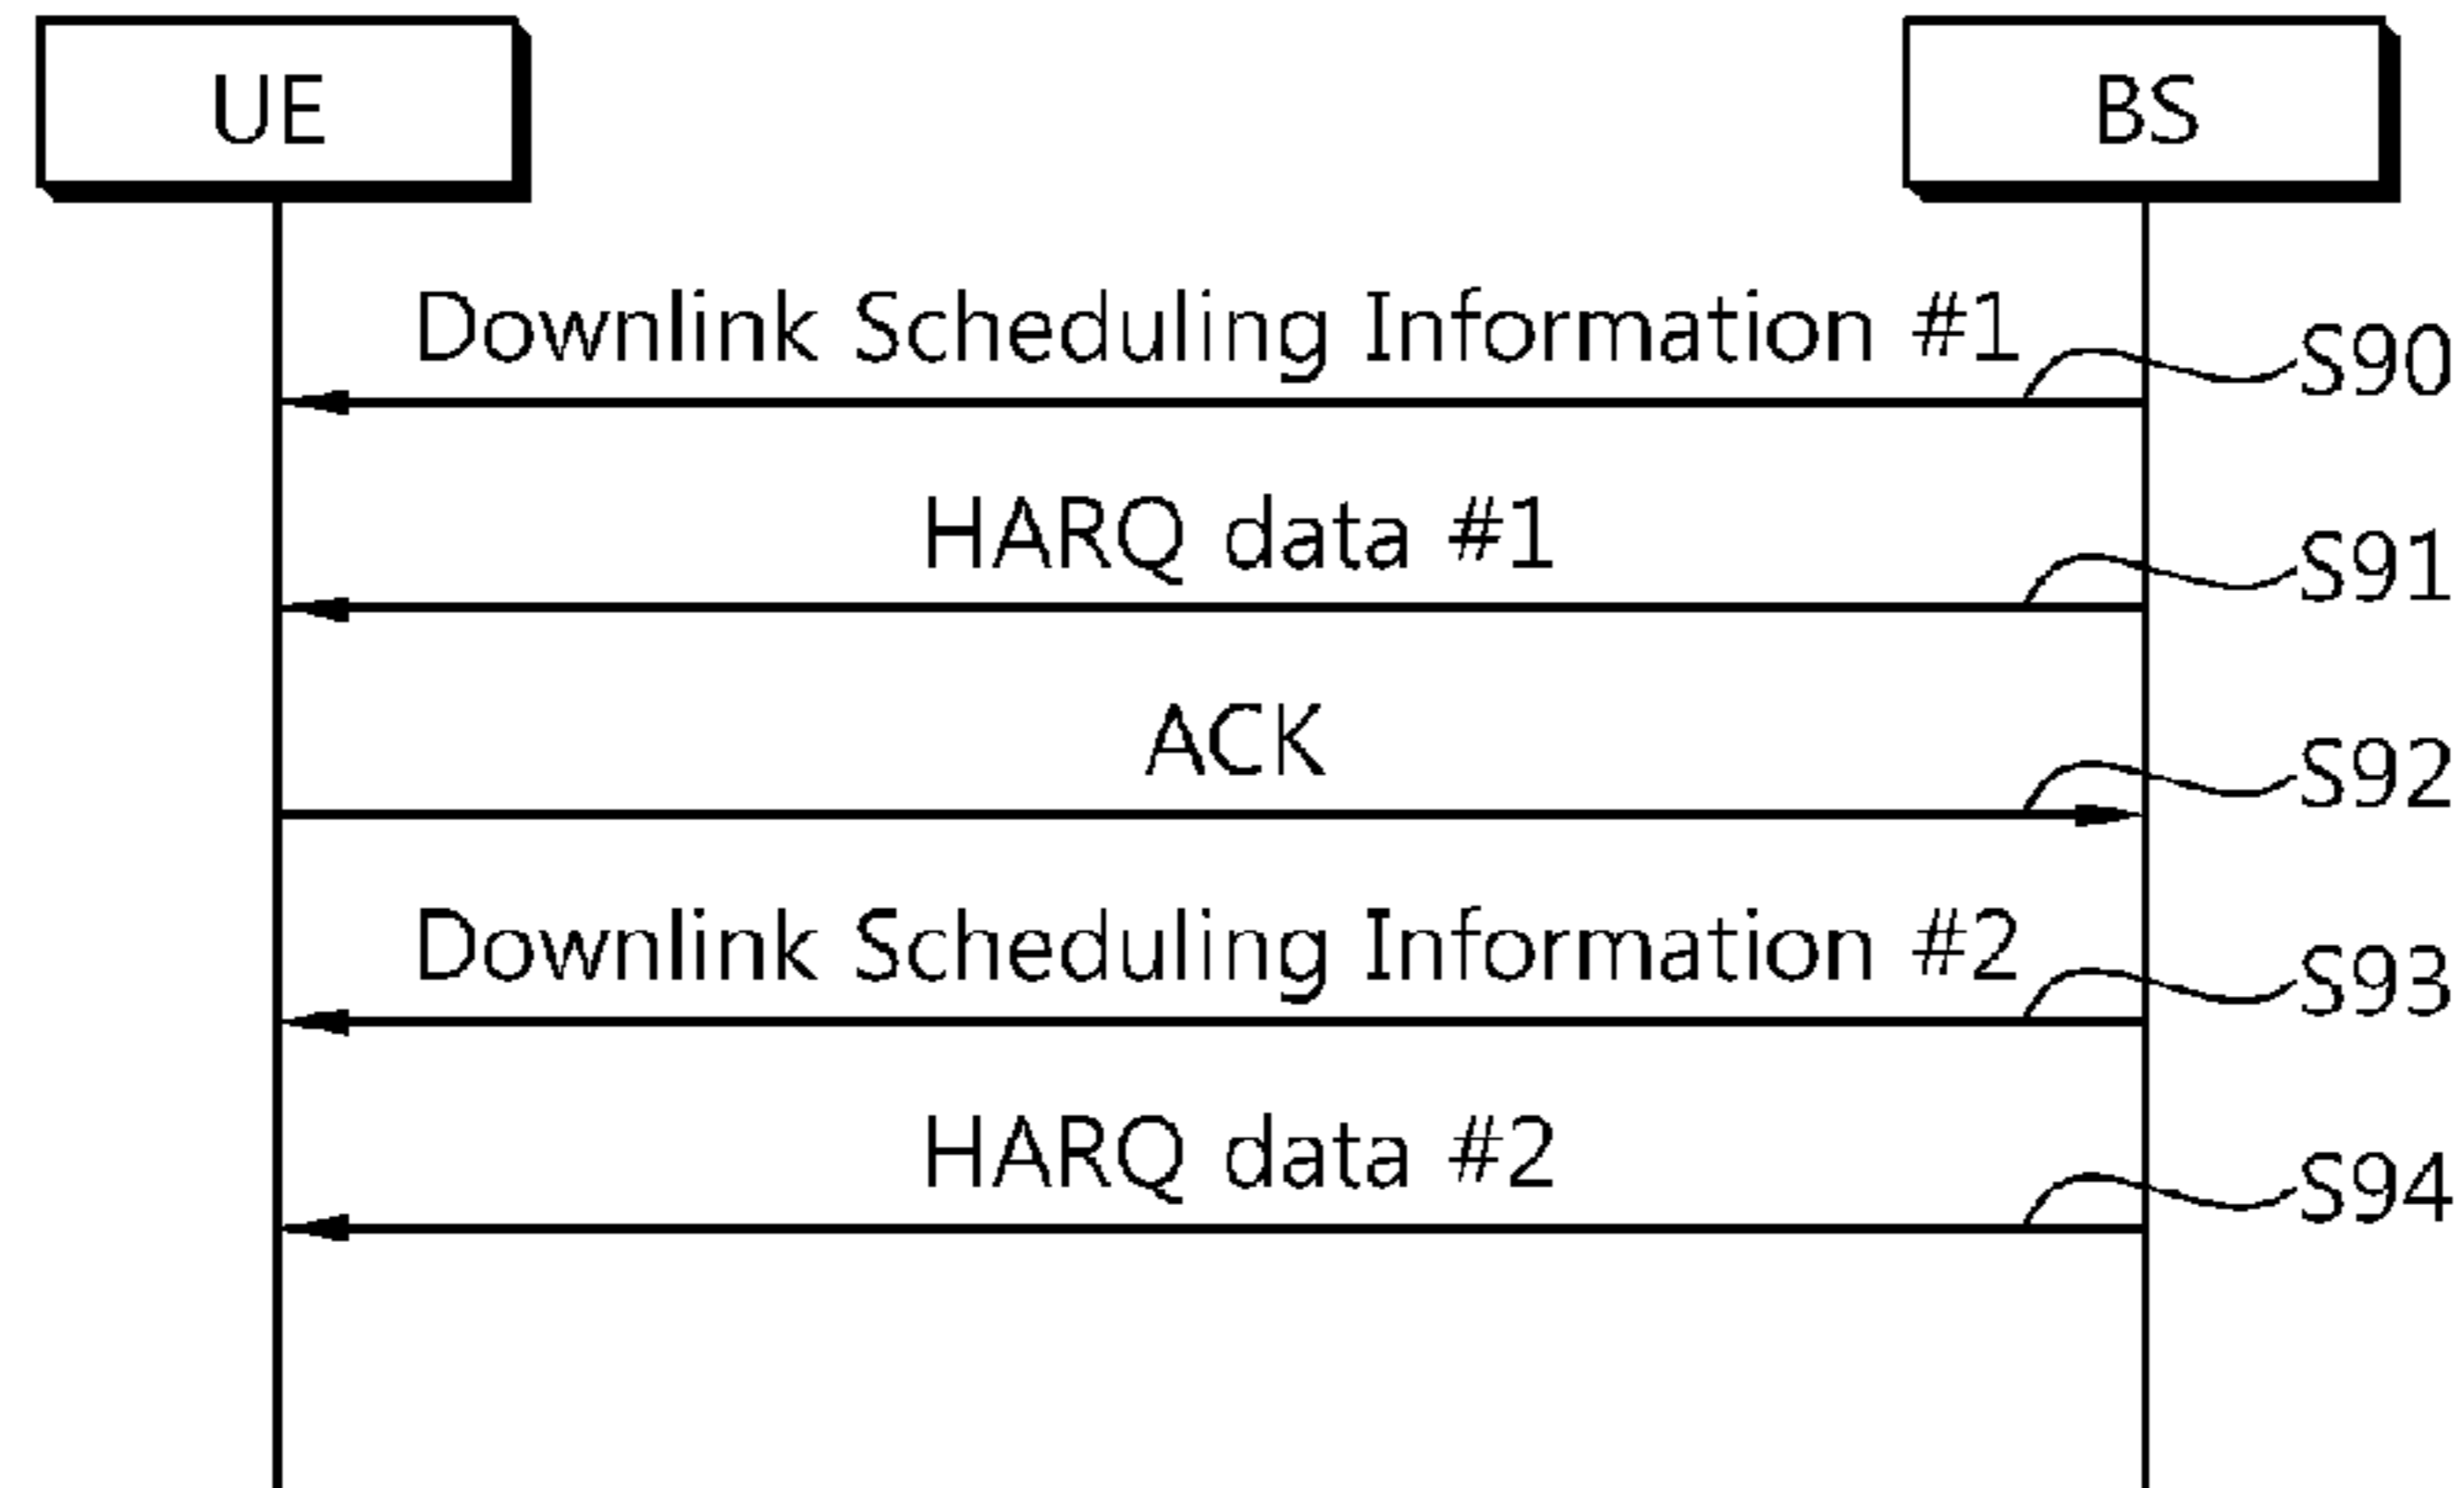 UE
BS
Downlink Scheduling Information #1
S90
HARQ data #1
S91
ACK
S92
Downlink Scheduling Information #2
S93
HARQ data #2
S94